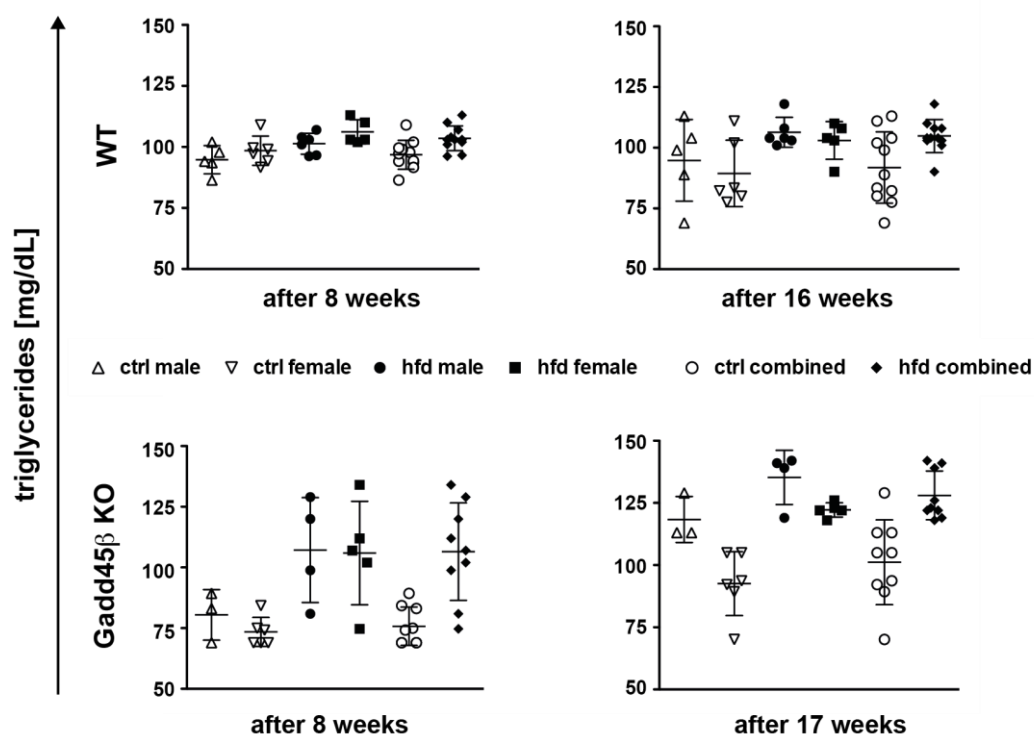 150
125
100
75
50
after 8 weeks
150
125
100
75
50
after 16 weeks
WT
triglycerides [mg/dL]
ctrl male ctrl female hfd male hfd female ctrl combined hfd combined
Gadd45β KO
150
125
100
75
50
after 8 weeks
150
125
100
75
50
after 17 weeks